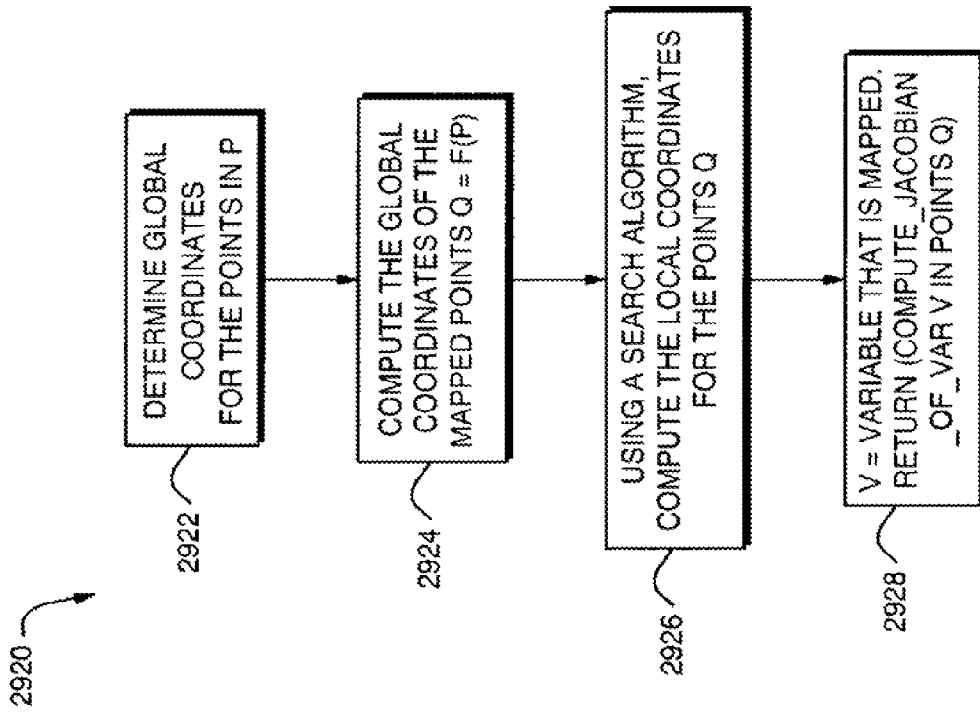 2920
DETERMINE GLOBAL
COORDINATES
FOR THE POINTS IN P
2922
COMPUTE THE GLOBAL
COORDINATES OF THE
MAPPED POINTS Q = F(P)
2924
USING A SEARCH ALGORITHM,
COMPUTE THE LOCAL COORDINATES
FOR THE POINTS Q
2926
V = VARIABLE THAT IS MAPPED.
RETURN (COMPUTE_JACOBIAN
_OF_VAR V IN POINTS Q)
2928